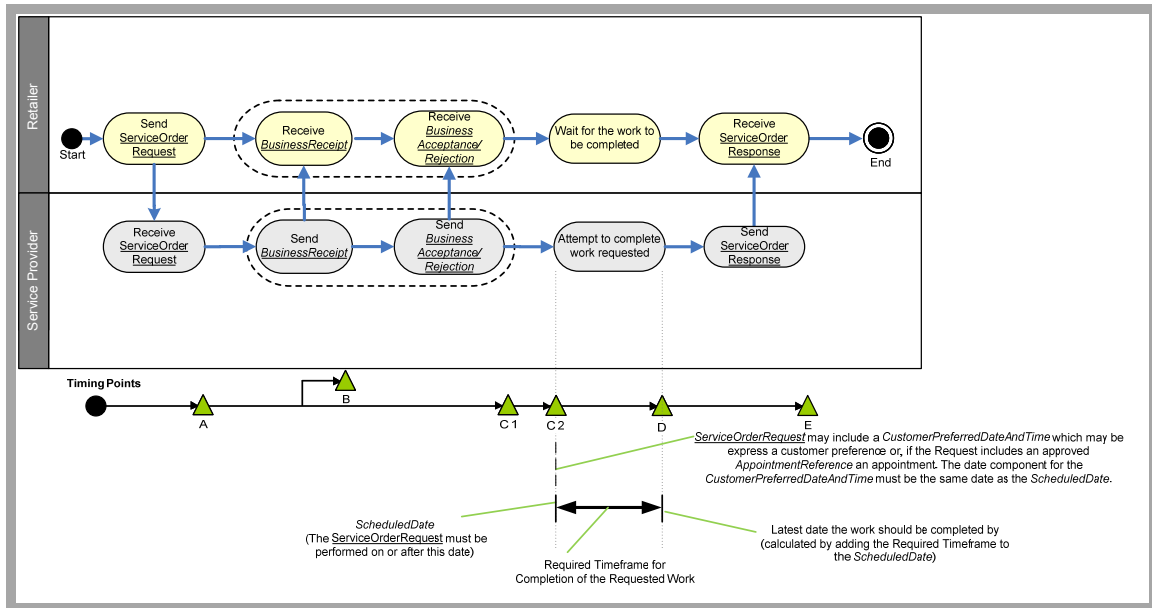 Retailer
Start
Send
ServiceOrder
Request
Receive
BusinessReceipt
Receive
Business
Acceptance/
Rejection
Wait for the work to
be completed
Receive
ServiceOrder
Response
End
Service Provider
Receive
ServiceOrder
Request
Send
BusinessReceipt
Send
Business
Acceptance/
Rejection
Attempt to complete
work requested
Send
ServiceOrder
Response
Timing Points
A
B
C1
C2
D
E
ServiceOrderRequest may include a CustomerPreferredDateAndTime which may be
express a customer preference or, if the Request includes an approved
AppointmentReference an appointment. The date component for the
CustomerPreferredDateAndTime must be the same date as the ScheduledDate.
ScheduledDate
(The ServiceOrderRequest must be
performed on or after this date)
Required Timeframe for
Completion of the Requested Work
Latest date the work should be completed by
(calculated by adding the Required Timeframe to
the ScheduledDate)